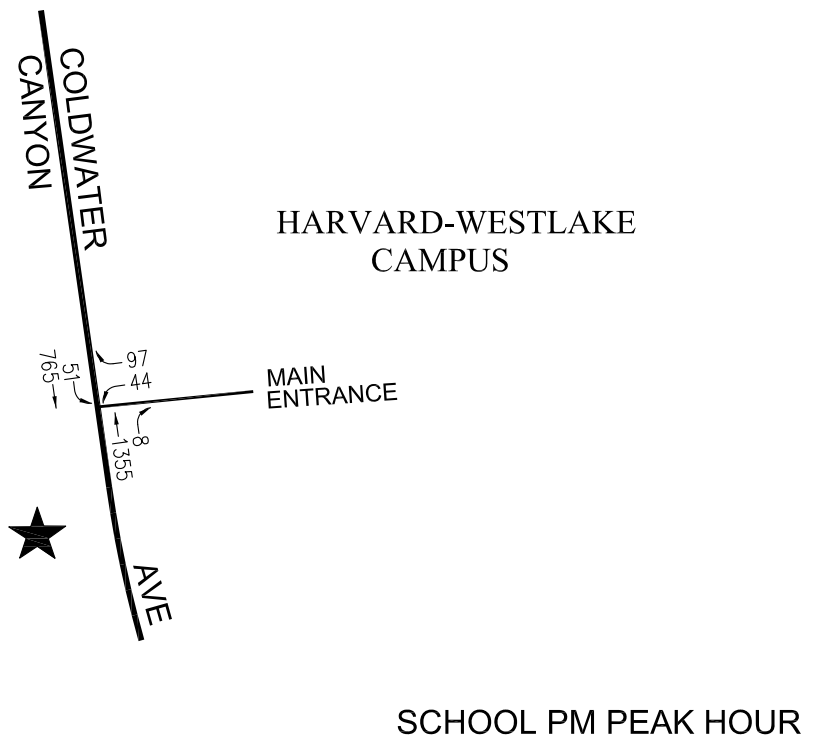 COLDWATER
CANYON
HARVARD-WESTLAKE
CAMPUS
97
44
51
765
MAIN
ENTRANCE
8
1355
AVE
SCHOOL PM PEAK HOUR